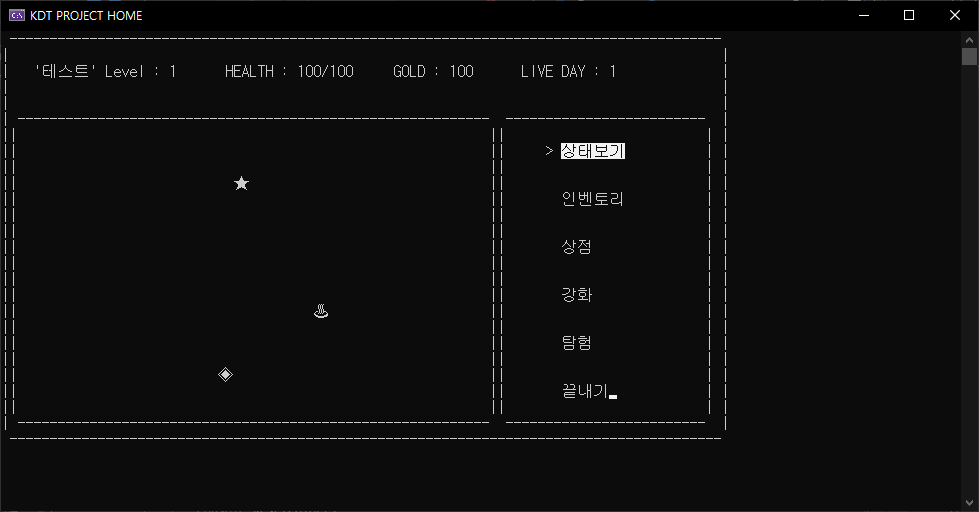 KDT PROJECT HOME
'테스트' Level : 1 HEALTH : 100/100 GOLD : 100 LIVE DAY : 1
> 상태보기
인벤토리
상점
강화
탐험
끝내기